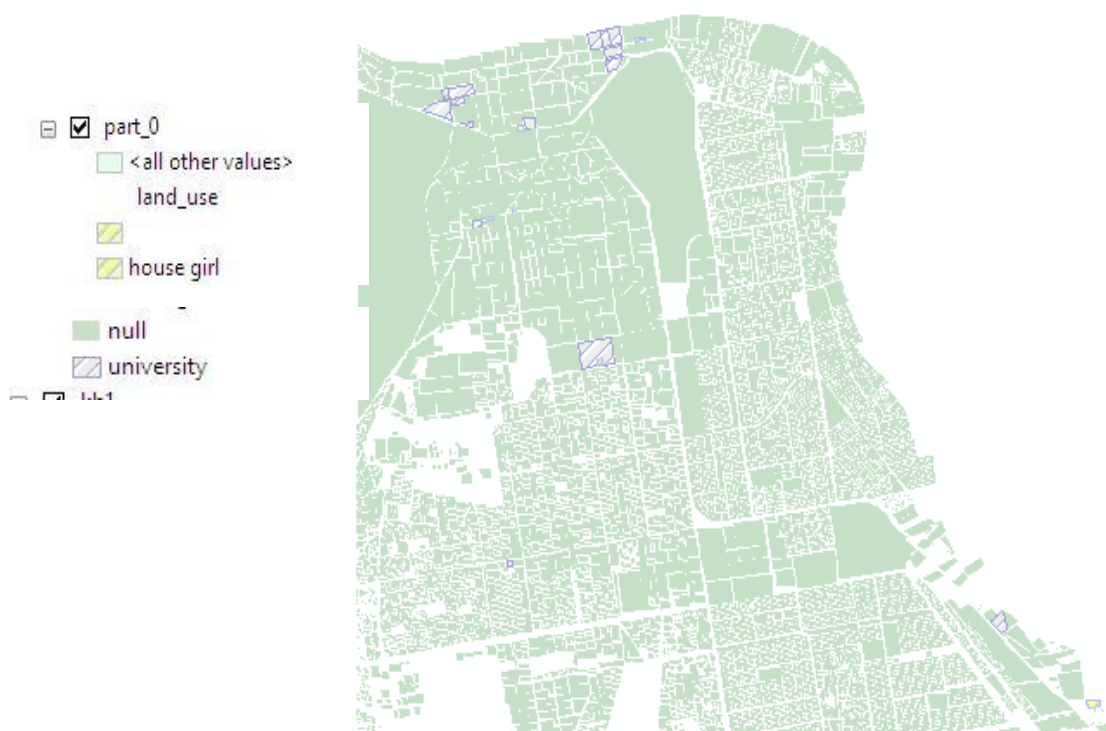 part_0
<all other values>
land_use
house girl
null
university